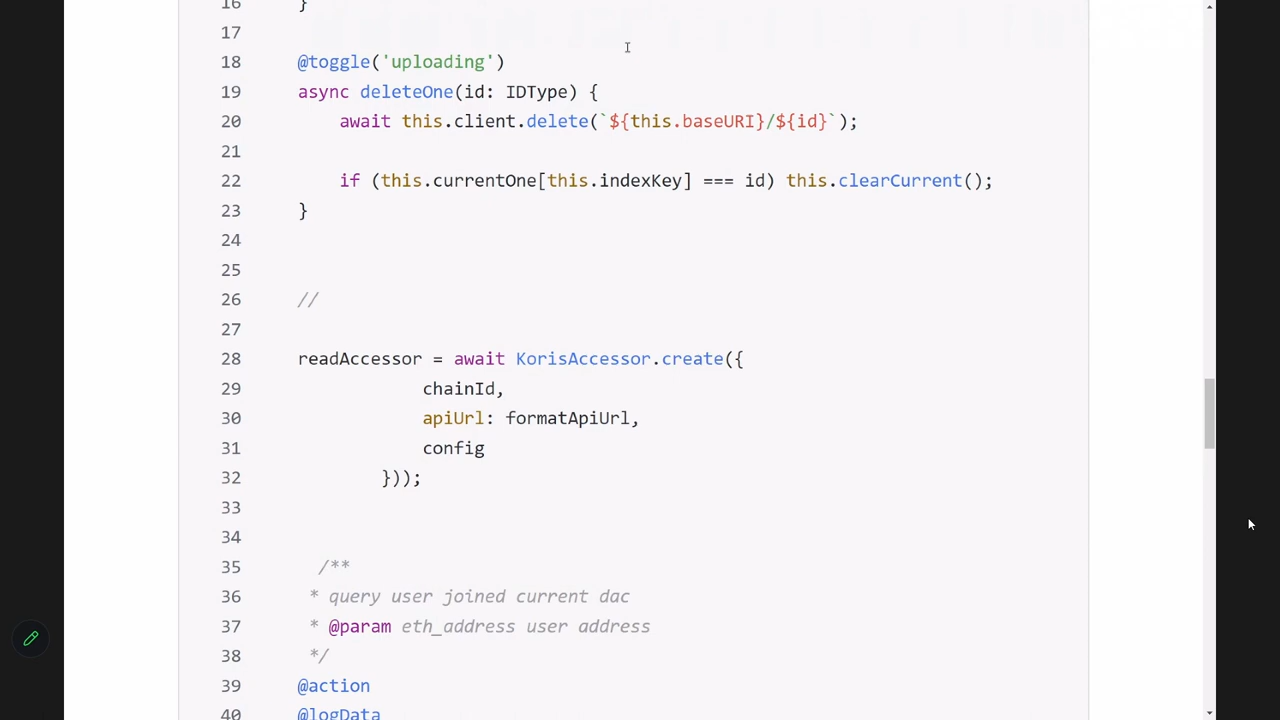 16 }
17
18 @toggle('uploading')
19 async deleteOne(id: IDType) {
20 await this.client.delete(`${this.baseURI}/${id}`);
21
22 if (this.currentOne[this.indexKey] === id) this.clearCurrent();
23 }
24
25
26 //
27
28 readAccessor = await KorisAccessor.create({
29 chainId,
30 apiUrl: formatApiUrl,
31 config
32 }));
33
34
35 /**
36 * query user joined current dac
37 * @param eth_address user address
38 */
39 @action
40 @logData